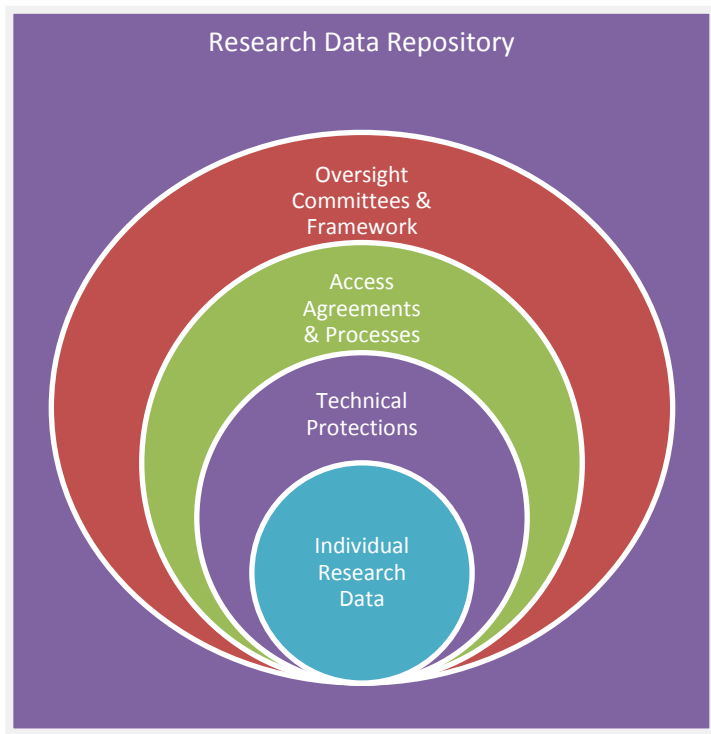 Research Data Repository
Oversight
Committees &
Framework
Access
Agreements
& Processes
Technical
Protections
Individual
Research
Data